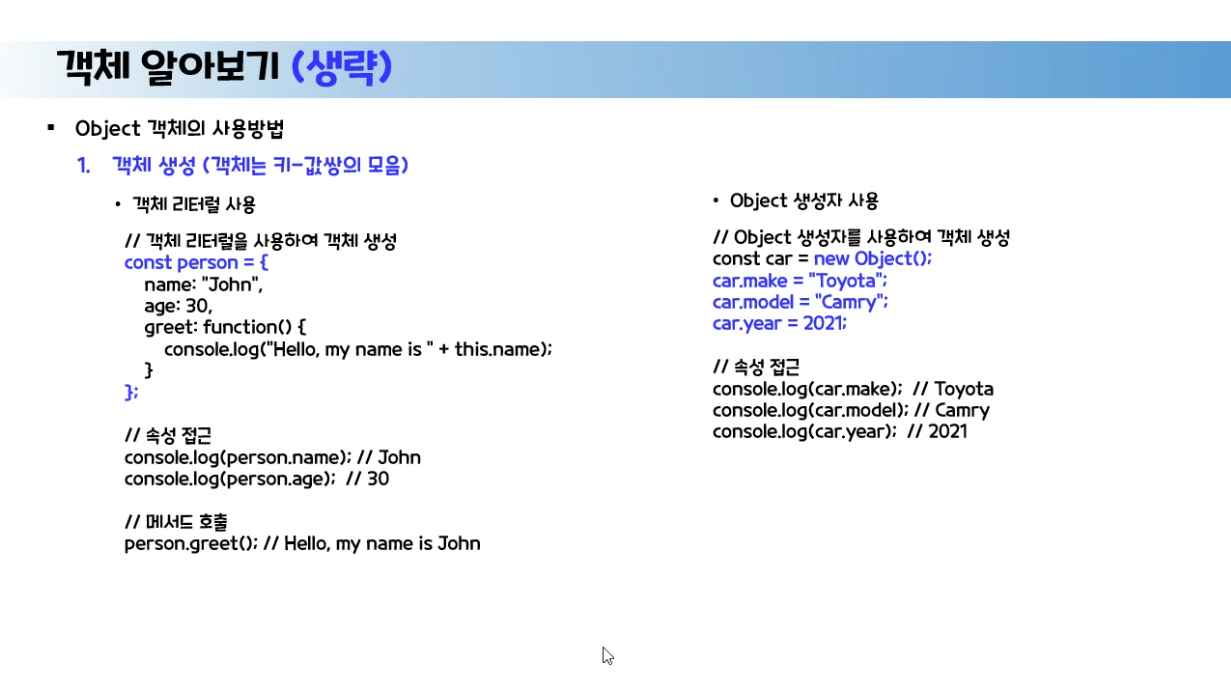 객체 알아보기 (생략)
▪ Object 객체의 사용방법
1. 객체 생성 (객체는 키-값쌍의 모음)
• 객체 리터럴 사용
// 객체 리터럴을 사용하여 객체 생성
const person = {
name: "John",
age: 30,
greet: function() {
console.log("Hello, my name is " + this.name);
}
};
// 속성 접근
console.log(person.name); // John
console.log(person.age); // 30
// 메서드 호출
person.greet(); // Hello, my name is John
• Object 생성자 사용
// Object 생성자를 사용하여 객체 생성
const car = new Object();
car.make = "Toyota";
car.model = "Camry";
car.year = 2021;
// 속성 접근
console.log(car.make); // Toyota
console.log(car.model); // Camry
console.log(car.year); // 2021